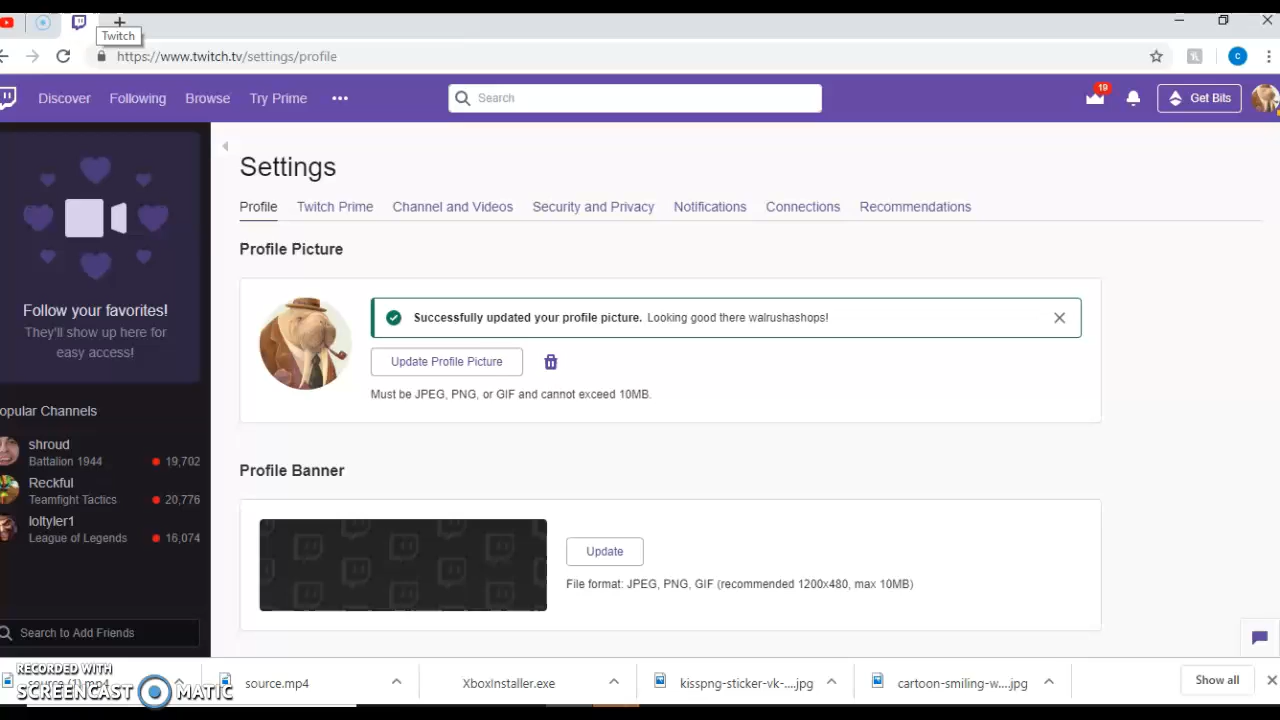 Twitch
https://www.twitch.tv/settings/profile
Discover Following Browse Try Prime ••• Search 19 Get Bits
Settings
Profile Twitch Prime Channel and Videos Security and Privacy Notifications Connections Recommendations
Profile Picture
Successfully updated your profile picture. Looking good there walrushashops!
Update Profile Picture
Must be JPEG, PNG, or GIF and cannot exceed 10MB.
Profile Banner
Update
File format: JPEG, PNG, GIF (recommended 1200x480, max 10MB)
Follow your favorites!
They'll show up here for
easy access!
opular Channels
shroud
Battalion 1944 19,702
Reckful
Teamfight Tactics 20,776
loltyler1
League of Legends 16,074
Search to Add Friends
source (1).mp4 source.mp4 XboxInstaller.exe kisspng-sticker-vk-....jpg cartoon-smiling-w....jpg Show all
RECORDED WITH
SCREENCAST MATIC